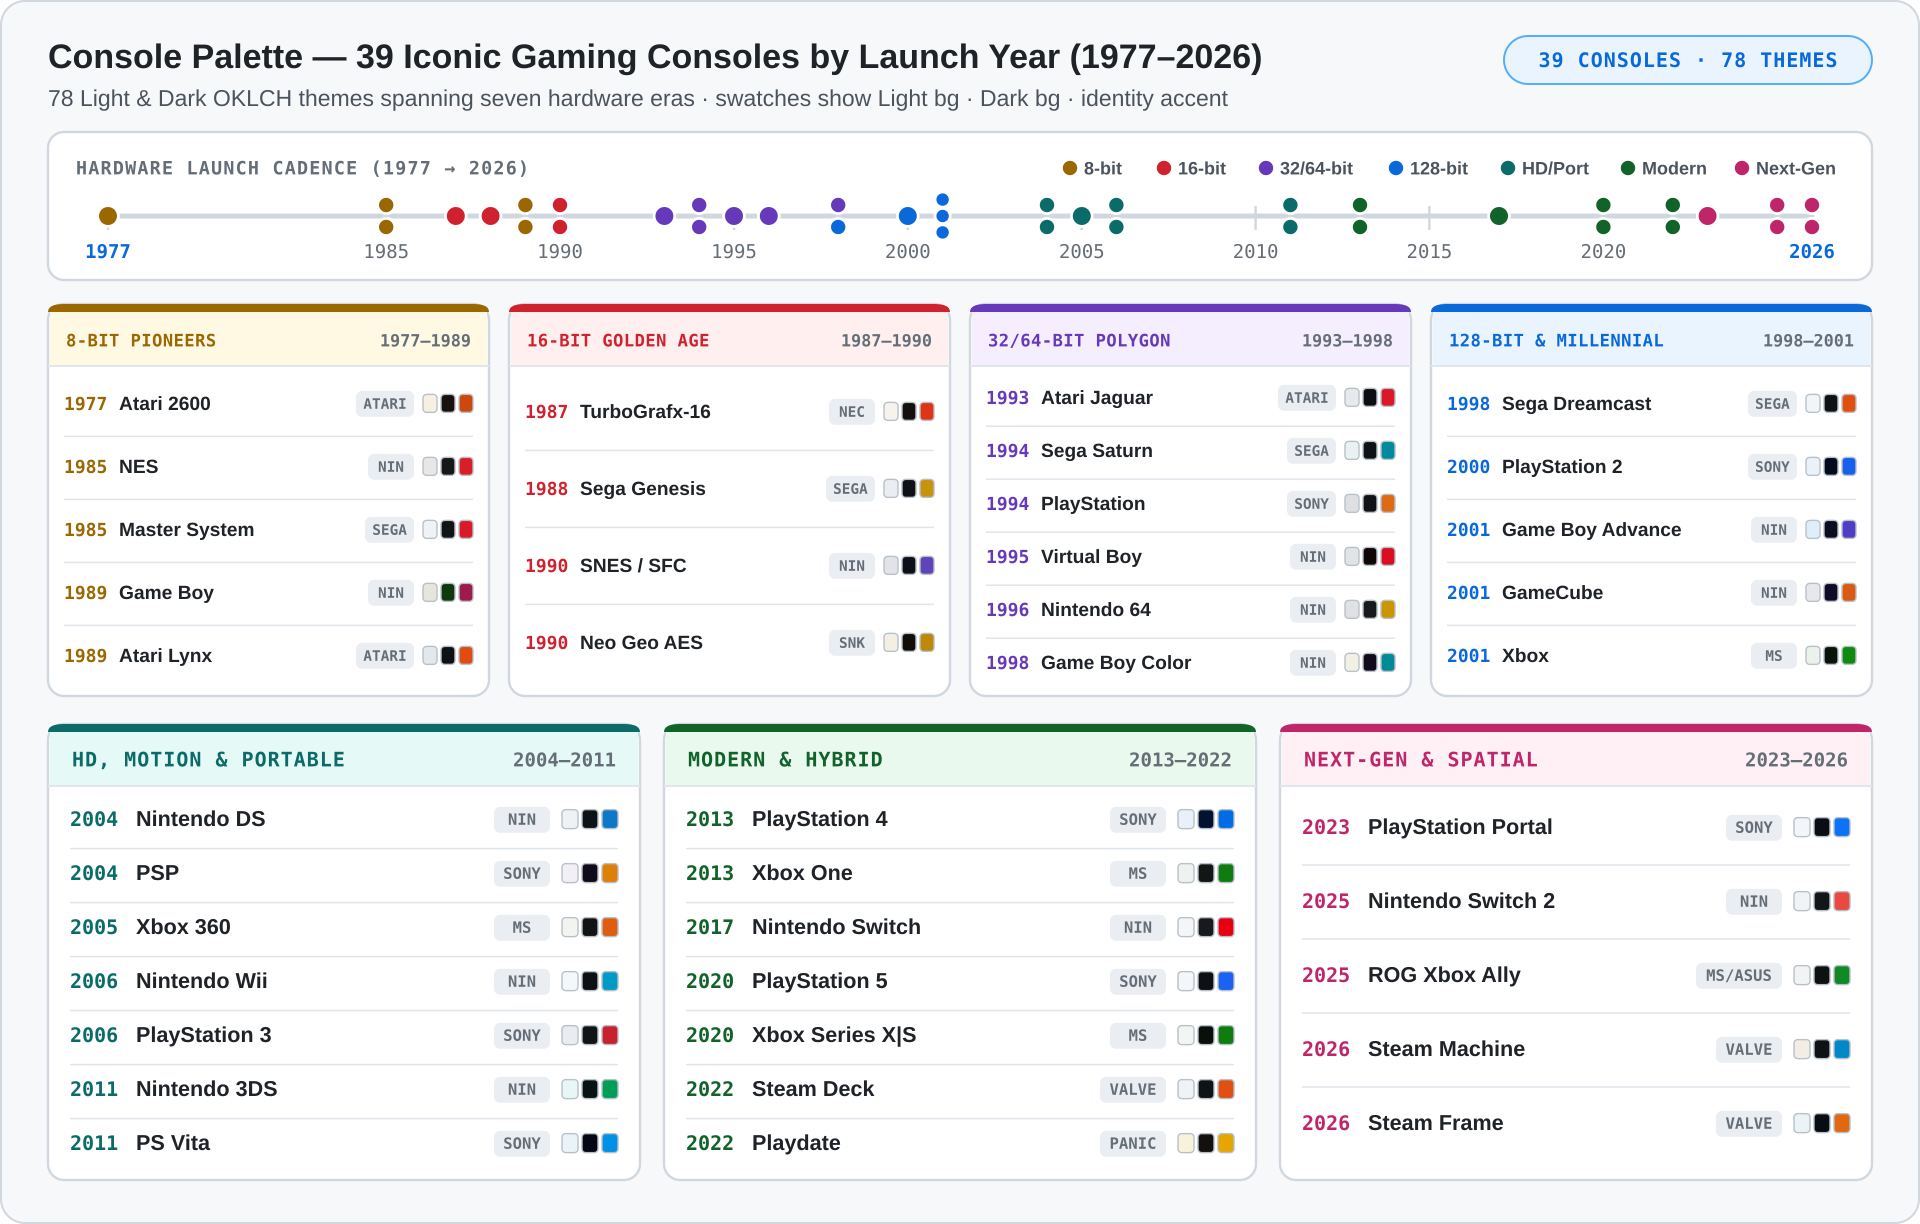 Console Palette — 39 Iconic Gaming Consoles by Launch Year (1977–2026)
39 CONSOLES · 78 THEMES
78 Light & Dark OKLCH themes spanning seven hardware eras · swatches show Light bg · Dark bg · identity accent
HARDWARE LAUNCH CADENCE (1977 → 2026)
8-bit 16-bit 32/64-bit 128-bit HD/Port Modern Next-Gen
1977 1985 1990 1995 2000 2005 2010 2015 2020 2026
8-BIT PIONEERS 1977–1989
1977 Atari 2600 ATARI
1985 NES NIN
1985 Master System SEGA
1989 Game Boy NIN
1989 Atari Lynx ATARI
16-BIT GOLDEN AGE 1987–1990
1987 TurboGrafx-16 NEC
1988 Sega Genesis SEGA
1990 SNES / SFC NIN
1990 Neo Geo AES SNK
32/64-BIT POLYGON 1993–1998
1993 Atari Jaguar ATARI
1994 Sega Saturn SEGA
1994 PlayStation SONY
1995 Virtual Boy NIN
1996 Nintendo 64 NIN
1998 Game Boy Color NIN
128-BIT & MILLENNIAL 1998–2001
1998 Sega Dreamcast SEGA
2000 PlayStation 2 SONY
2001 Game Boy Advance NIN
2001 GameCube NIN
2001 Xbox MS
HD, MOTION & PORTABLE 2004–2011
2004 Nintendo DS NIN
2004 PSP SONY
2005 Xbox 360 MS
2006 Nintendo Wii NIN
2006 PlayStation 3 SONY
2011 Nintendo 3DS NIN
2011 PS Vita SONY
MODERN & HYBRID 2013–2022
2013 PlayStation 4 SONY
2013 Xbox One MS
2017 Nintendo Switch NIN
2020 PlayStation 5 SONY
2020 Xbox Series X|S MS
2022 Steam Deck VALVE
2022 Playdate PANIC
NEXT-GEN & SPATIAL 2023–2026
2023 PlayStation Portal SONY
2025 Nintendo Switch 2 NIN
2025 ROG Xbox Ally MS/ASUS
2026 Steam Machine VALVE
2026 Steam Frame VALVE